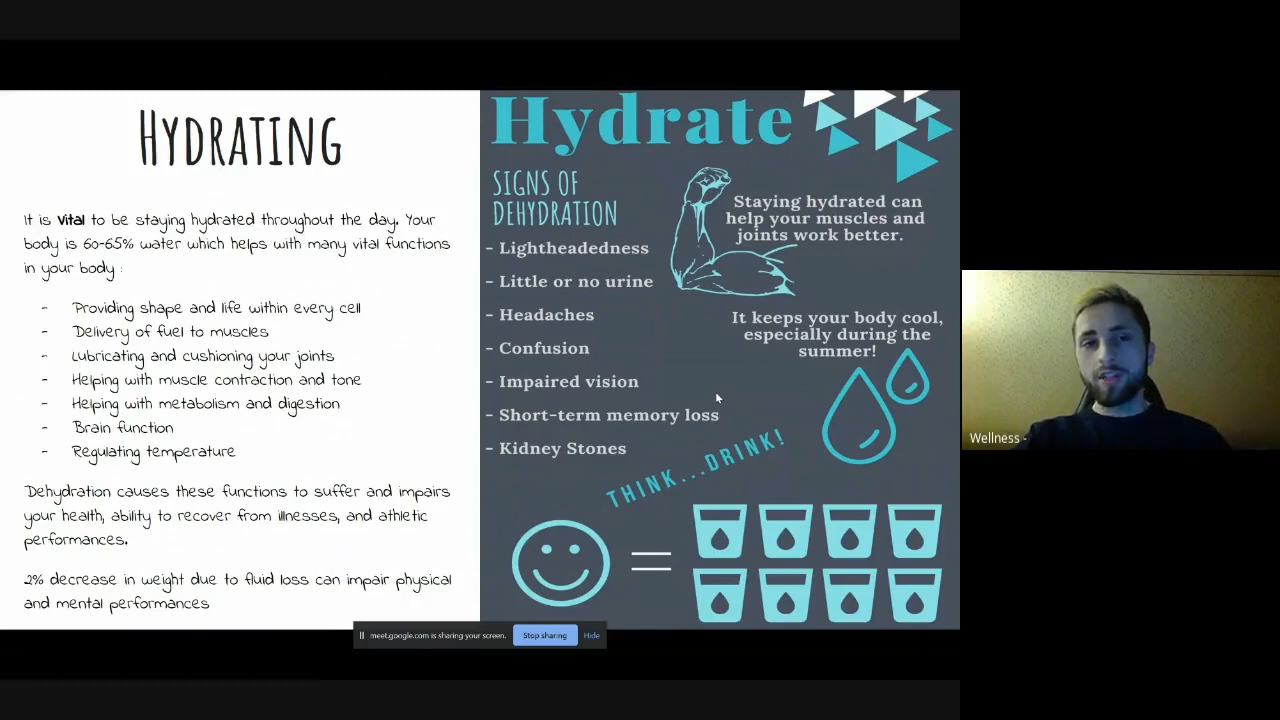 HYDRATING
It is Vital to be staying hydrated throughout the day. Your
body is 60-65% water which helps with many vital functions
in your body :
- Providing shape and life within every cell
- Delivery of fuel to muscles
- Lubricating and cushioning your joints
- Helping with muscle contraction and tone
- Helping with metabolism and digestion
- Brain function
- Regulating temperature
Dehydration causes these functions to suffer and impairs
your health, ability to recover from illnesses, and athletic
performances.
2% decrease in weight due to fluid loss can impair physical
and mental performances
Hydrate
SIGNS OF
DEHYDRATION
- Lightheadedness
- Little or no urine
- Headaches
- Confusion
- Impaired vision
- Short-term memory loss
- Kidney Stones
Staying hydrated can
help your muscles and
joints work better.
It keeps your body cool,
especially during the
summer!
THINK...DRINK!
=
meet.google.com is sharing your screen.
Stop sharing
Hide
Wellness -